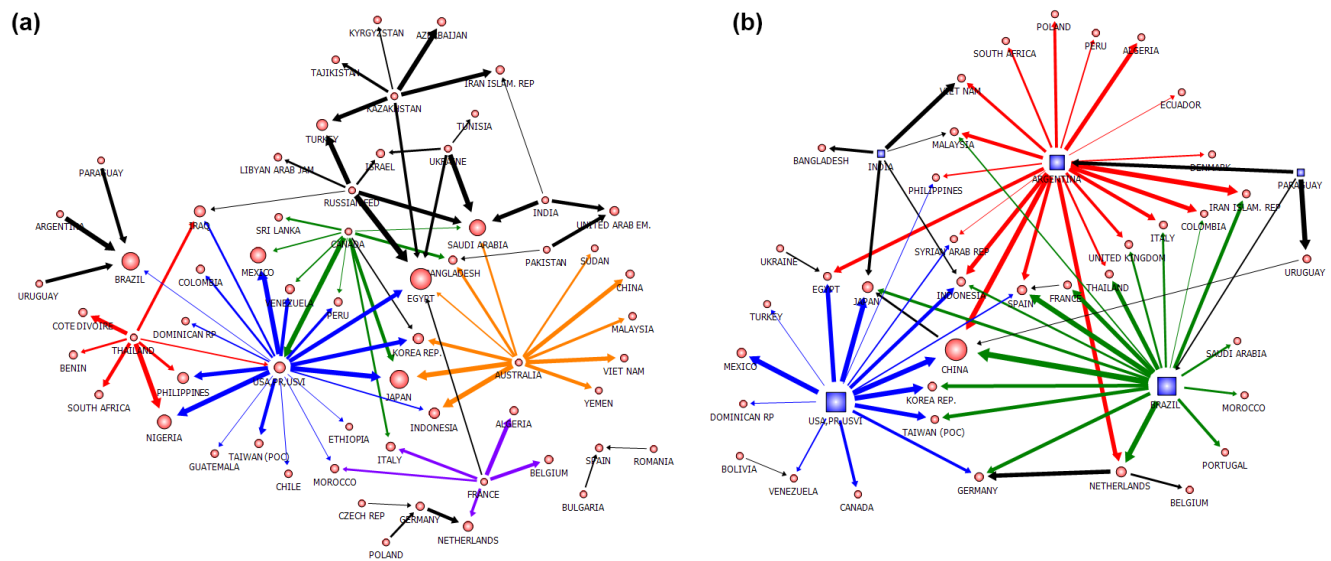 (a)
KYRGYZSTAN
AZERBAIJAN
TAJIKISTAN
IRAN ISLAM. REP
KAZAKHSTAN
TUNISIA
TURKEY
LIBYAN ARAB JAM
ISRAEL
UKRAINE
PARAGUAY
RUSSIAN FED
INDIA
ARGENTINA
IRAQ
SRI LANKA
CANADA
UNITED ARAB EM.
MEXICO
SAUDI ARABIA
PAKISTAN
BRAZIL
COLOMBIA
BANGLADESH
SUDAN
CHINA
URUGUAY
VENEZUELA
PERU
EGYPT
COTE DIVOIRE
DOMINICAN RP
MALAYSIA
THAILAND
KOREA REP.
BENIN
USA,PR,USVI
AUSTRALIA
VIET NAM
PHILIPPINES
JAPAN
SOUTH AFRICA
YEMEN
NIGERIA
INDONESIA
ALGERIA
ETHIOPIA
TAIWAN (POC)
GUATEMALA
ITALY
CHILE
MOROCCO
BELGIUM
SPAIN
ROMANIA
FRANCE
BULGARIA
CZECH REP
GERMANY
NETHERLANDS
POLAND
(b)
POLAND
PERU
SOUTH AFRICA
ALGERIA
VIET NAM
ECUADOR
BANGLADESH
INDIA
MALAYSIA
DENMARK
ARGENTINA
PARAGUAY
PHILIPPINES
IRAN ISLAM. REP
COLOMBIA
ITALY
SYRIAN ARAB REP
UNITED KINGDOM
UKRAINE
URUGUAY
EGYPT
JAPAN
INDONESIA
SPAIN
FRANCE
THAILAND
TURKEY
SAUDI ARABIA
MEXICO
CHINA
KOREA REP.
BRAZIL
MOROCCO
DOMINICAN RP
USA,PR,USVI
TAIWAN (POC)
PORTUGAL
BOLIVIA
VENEZUELA
GERMANY
NETHERLANDS
CANADA
BELGIUM